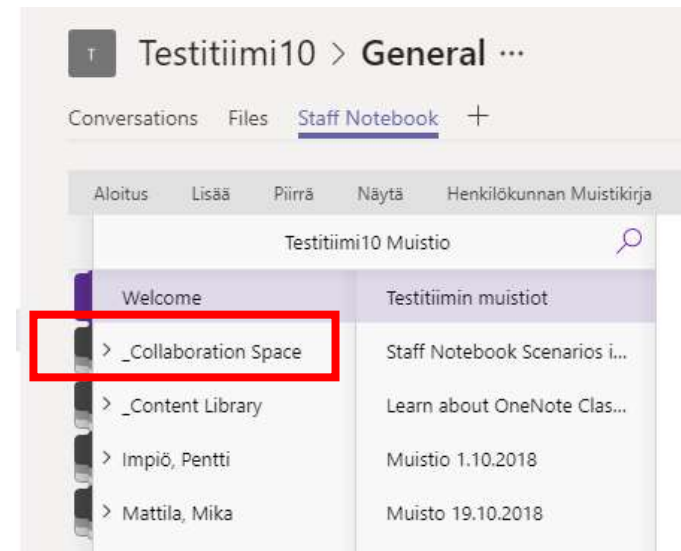 T Testitiimi10 > General ···
Conversations Files Staff Notebook +
Aloitus Lisää Piirrä Näytä Henkilökunnan Muistikirja
Testitiimi10 Muistio
Welcome Testitiimin muistiot
> _Collaboration Space Staff Notebook Scenarios i...
> _Content Library Learn about OneNote Clas...
> Impiö, Pentti Muistio 1.10.2018
> Mattila, Mika Muisto 19.10.2018